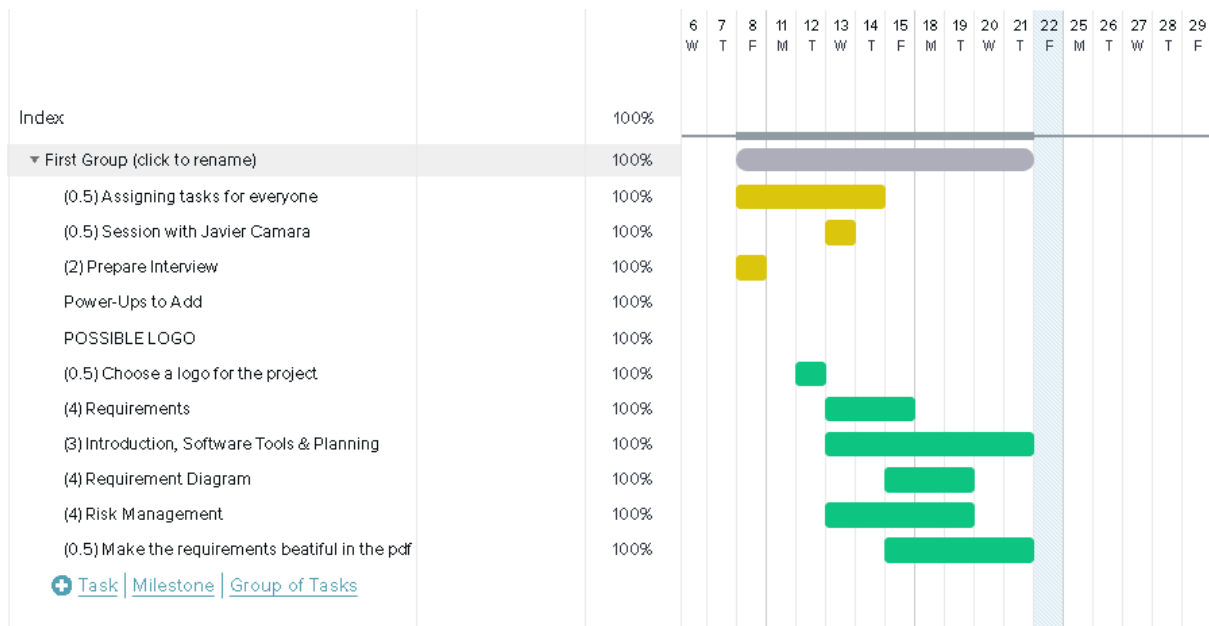 6 7 8 11 12 13 14 15 18 19 20 21 22 25 26 27 28 29
W T F M T W T F M T W T F M T W T F
Index 100%
First Group (click to rename) 100%
(0.5) Assigning tasks for everyone 100%
(0.5) Session with Javier Camara 100%
(2) Prepare Interview 100%
Power-Ups to Add 100%
POSSIBLE LOGO 100%
(0.5) Choose a logo for the project 100%
(4) Requirements 100%
(3) Introduction, Software Tools & Planning 100%
(4) Requirement Diagram 100%
(4) Risk Management 100%
(0.5) Make the requirements beatiful in the pdf 100%
Task | Milestone | Group of Tasks